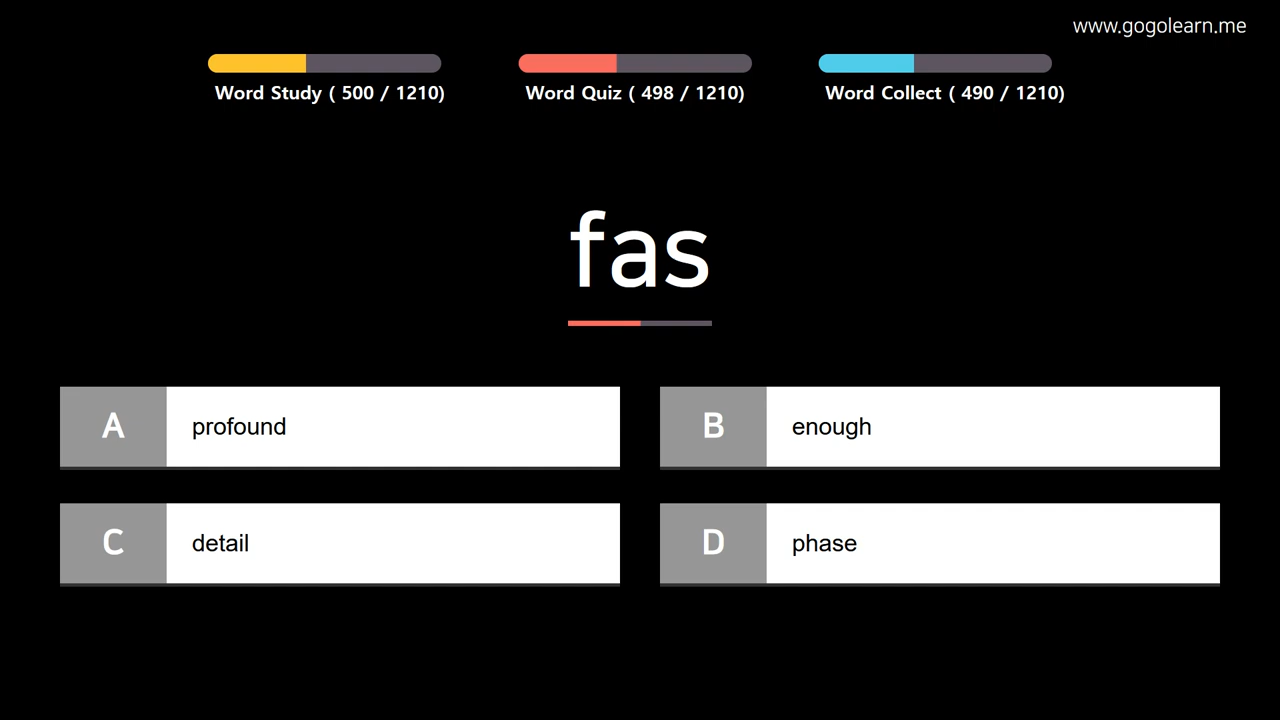 www.gogolearn.me
Word Study ( 500 / 1210)
Word Quiz ( 498 / 1210)
Word Collect ( 490 / 1210)
fas
A profound
B enough
C detail
D phase